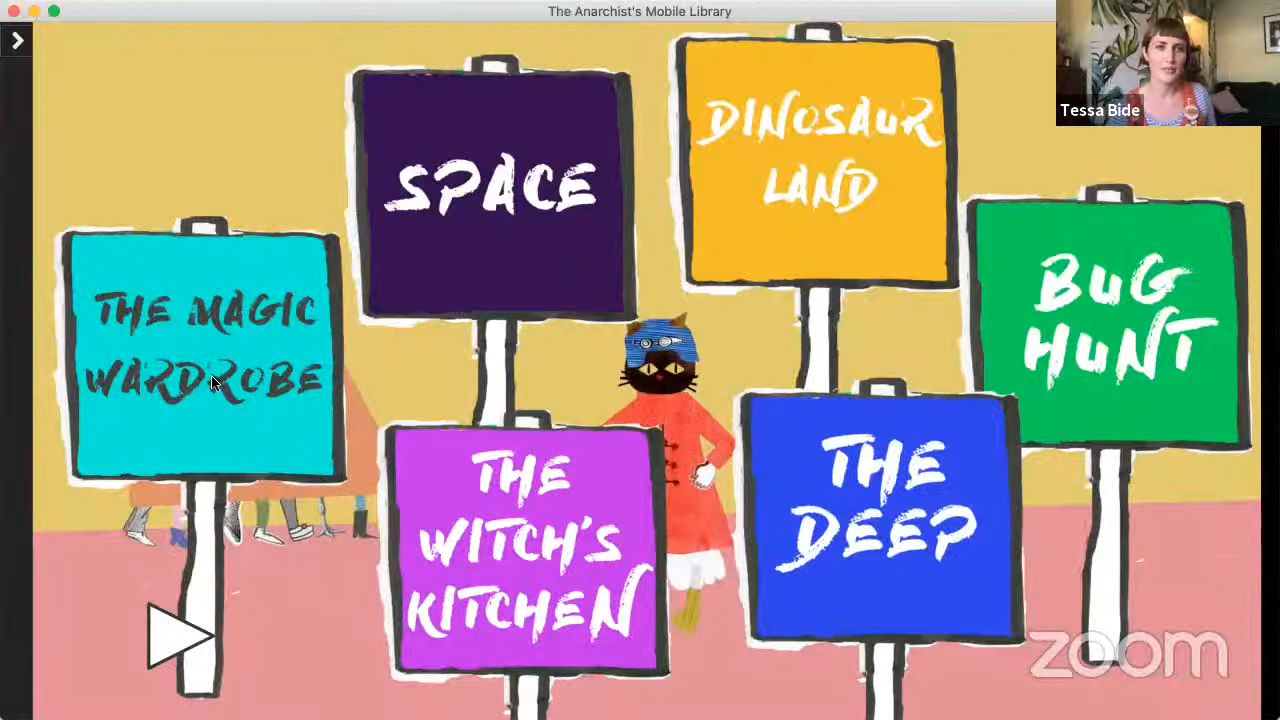 The Anarchist's Mobile Library
Tessa Bide
DINOSAUR
LAND
SPACE
BUG
HUNT
THE MAGIC
WARDROBE
THE
WITCH'S
KITCHEN
THE
DEEP
zoom